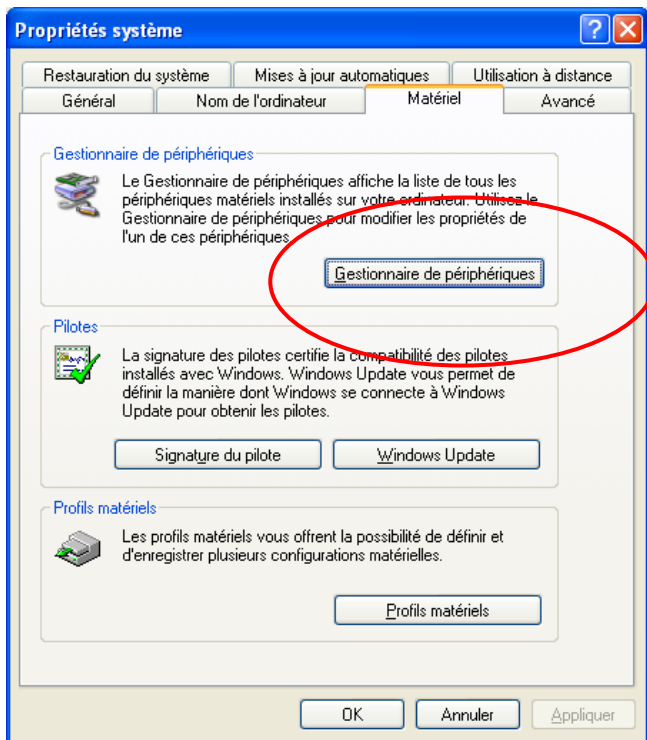 Propriétés système
Restauration du système Mises à jour automatiques Utilisation à distance
Général Nom de l'ordinateur Matériel Avancé
Gestionnaire de périphériques
Le Gestionnaire de périphériques affiche la liste de tous les
périphériques matériels installés sur votre ordinateur. Utilisez le
Gestionnaire de périphériques pour modifier les propriétés de
l'un de ces périphériques.
Gestionnaire de périphériques
Pilotes
La signature des pilotes certifie la compatibilité des pilotes
installés avec Windows. Windows Update vous permet de
définir la manière dont Windows se connecte à Windows
Update pour obtenir les pilotes.
Signature du pilote Windows Update
Profils matériels
Les profils matériels vous offrent la possibilité de définir et
d'enregistrer plusieurs configurations matérielles.
Profils matériels
OK Annuler Appliquer